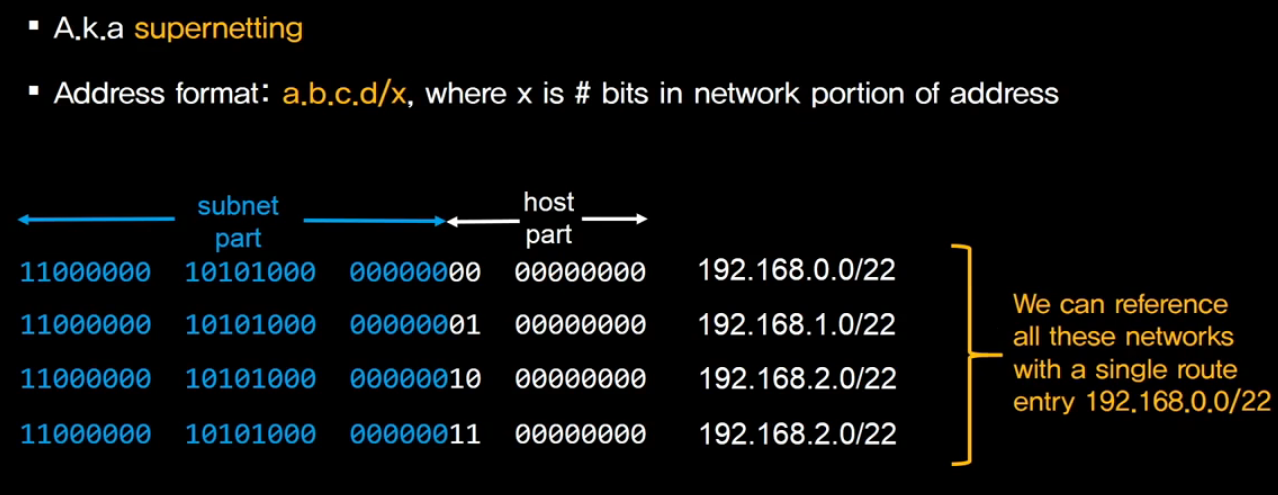 ▪ A.k.a supernetting
▪ Address format: a.b.c.d/x, where x is # bits in network portion of address
subnet
part
host
part
11000000 10101000 00000000 00000000 192.168.0.0/22
11000000 10101000 00000001 00000000 192.168.1.0/22
11000000 10101000 00000010 00000000 192.168.2.0/22
11000000 10101000 00000011 00000000 192.168.2.0/22
We can reference
all these networks
with a single route
entry 192.168.0.0/22